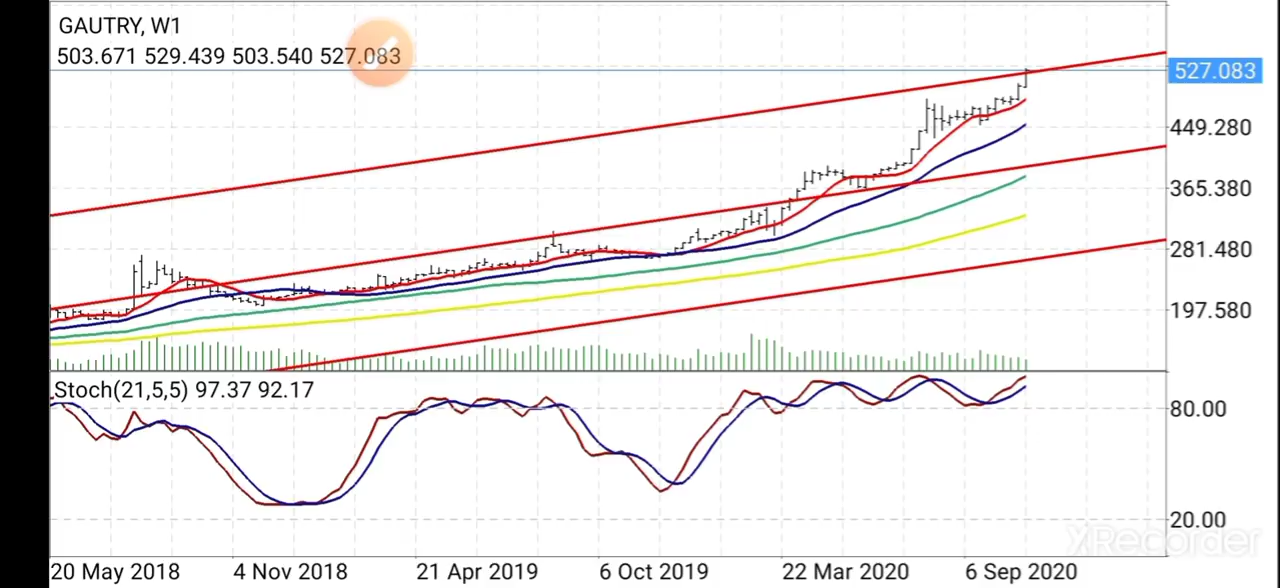 GAUTRY, W1
503.671 529.439 503.540 527.083
527.083
449.280
365.380
281.480
197.580
Stoch(21,5,5) 97.37 92.17
80.00
20.00
XRecorder
20 May 2018 4 Nov 2018 21 Apr 2019 6 Oct 2019 22 Mar 2020 6 Sep 2020